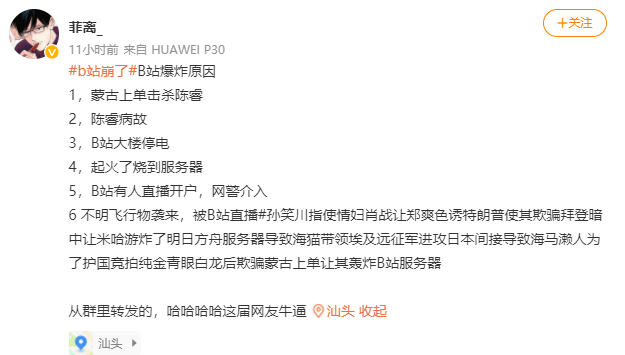 菲离_
+关注
11小时前 来自 HUAWEI P30
#b站崩了#B站爆炸原因
1，蒙古上单击杀陈睿
2，陈睿病故
3，B站大楼停电
4，起火了烧到服务器
5，B站有人直播开户，网警介入
6 不明飞行物袭来，被B站直播#孙笑川指使情妇肖战让郑爽色诱特朗普使其欺骗拜登暗
中让米哈游炸了明日方舟服务器导致海猫带领埃及远征军进攻日本间接导致海马濑人为
了护国竟拍纯金青眼白龙后欺骗蒙古上单让其轰炸B站服务器
从群里转发的，哈哈哈哈这届网友牛逼 汕头 收起
汕头